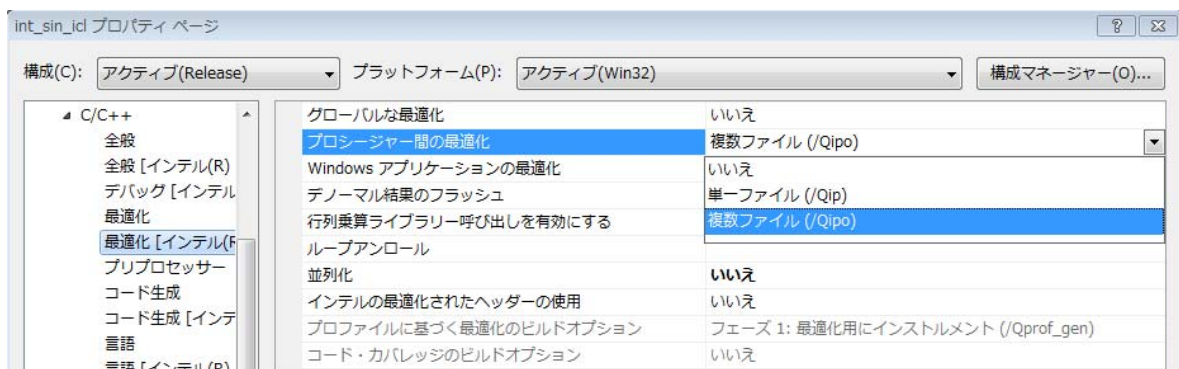 int_sin_icl プロパティ ページ
構成(C): アクティブ(Release) プラットフォーム(P): アクティブ(Win32) 構成マネージャー(O)...
C/C++
全般
全般 [インテル(R)
デバッグ [インテル
最適化
最適化 [インテル(R
プリプロセッサー
コード生成
コード生成 [インテ
言語
言語 [インテル(R)
グローバルな最適化 いいえ
プロシージャー間の最適化 複数ファイル (/Qipo)
Windows アプリケーションの最適化 いいえ
デノーマル結果のフラッシュ 単一ファイル (/Qip)
行列乗算ライブラリー呼び出しを有効にする 複数ファイル (/Qipo)
ループアンロール
並列化 いいえ
インテルの最適化されたヘッダーの使用 いいえ
プロファイルに基づく最適化のビルドオプション フェーズ 1: 最適化用にインストルメント (/Qprof_gen)
コード・カバレッジのビルドオプション いいえ